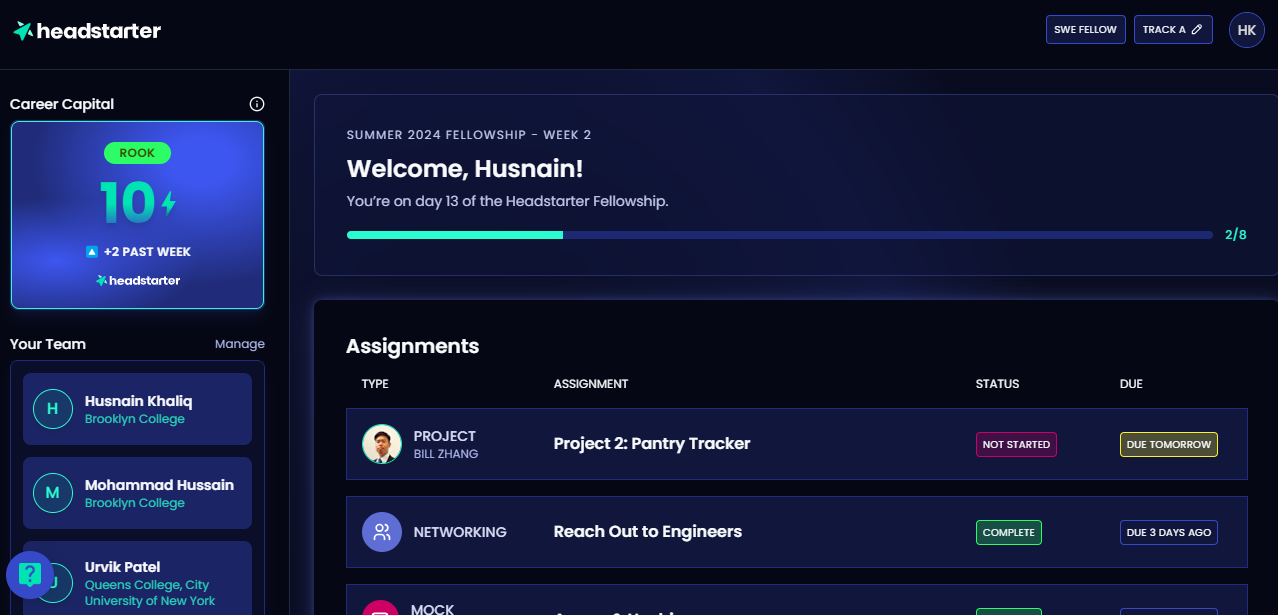 headstarter
SWE FELLOW
TRACK A
HK
Career Capital
ROOK
10
+2 PAST WEEK
headstarter
Your Team
Manage
H
Husnain Khaliq
Brooklyn College
M
Mohammad Hussain
Brooklyn College
Urvik Patel
Queens College, City
University of New York
?
SUMMER 2024 FELLOWSHIP - WEEK 2
Welcome, Husnain!
You’re on day 13 of the Headstarter Fellowship.
2/8
Assignments
TYPE ASSIGNMENT STATUS DUE
PROJECT
BILL ZHANG
Project 2: Pantry Tracker
NOT STARTED
DUE TOMORROW
NETWORKING
Reach Out to Engineers
COMPLETE
DUE 3 DAYS AGO
MOCK